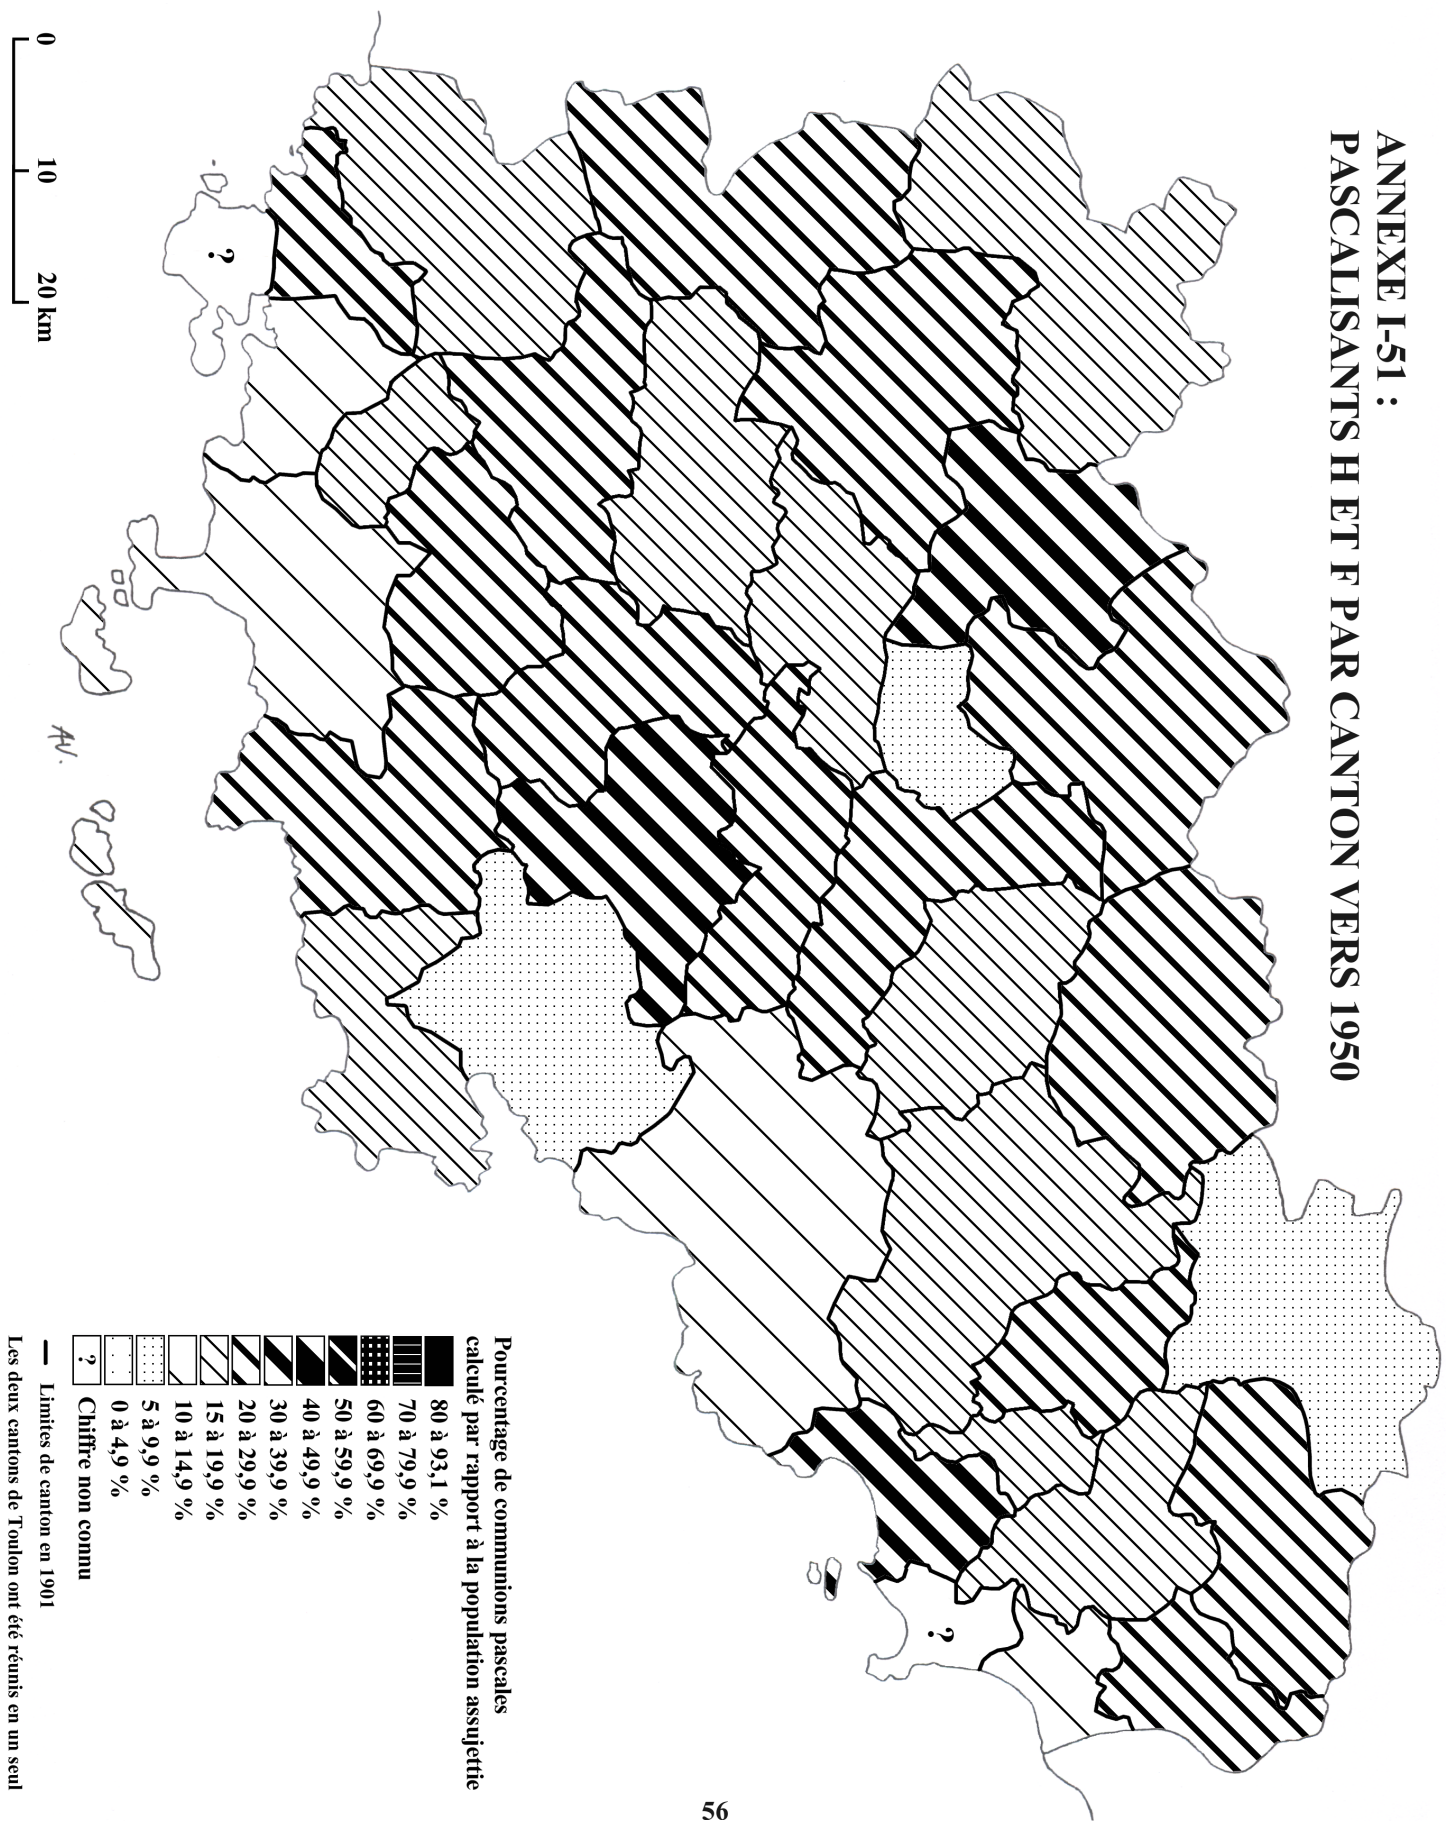 ANNEXE I-51 :
PASCALISANTS H ET F PAR CANTON VERS 1950
?
?
AV.
0 10 20 km
Pourcentage de communions pascales
calculé par rapport à la population assujettie
80 à 93,1 %
70 à 79,9 %
60 à 69,9 %
50 à 59,9 %
40 à 49,9 %
30 à 39,9 %
20 à 29,9 %
15 à 19,9 %
10 à 14,9 %
5 à 9,9 %
0 à 4,9 %
? Chiffre non connu
Limites de canton en 1901
Les deux cantons de Toulon ont été réunis en un seul
56